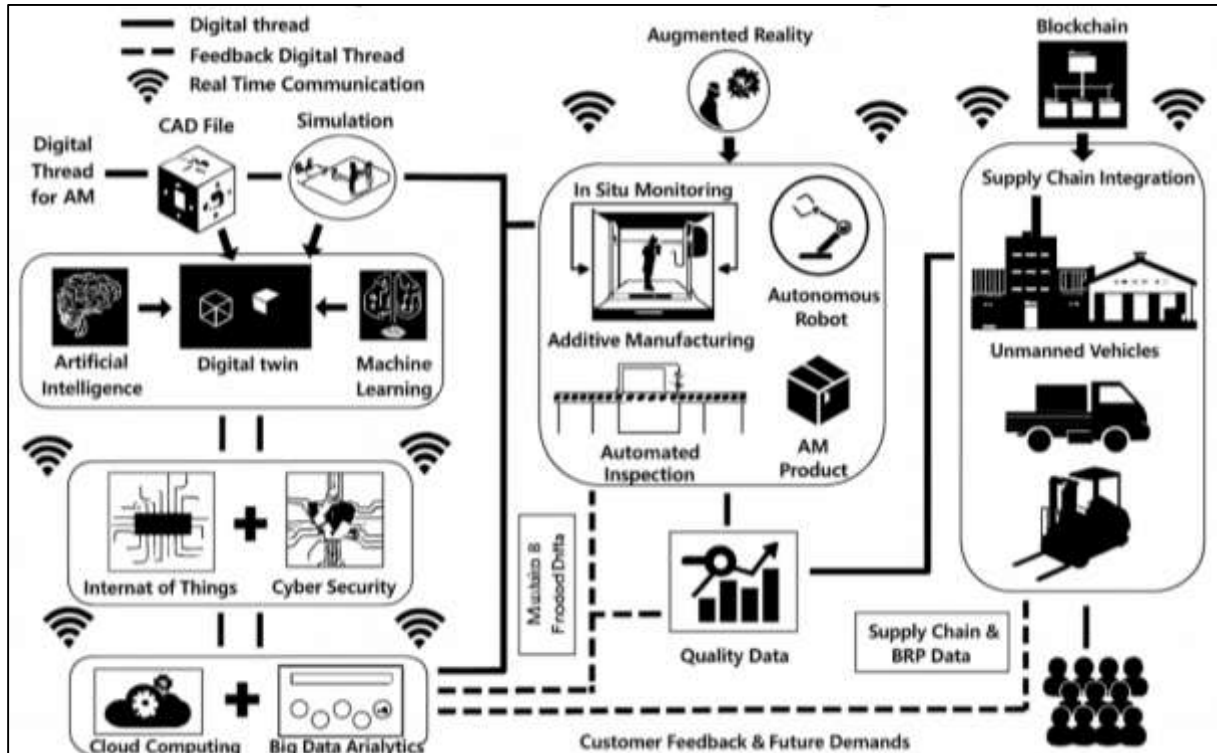 Digital thread
Feedback Digital Thread
Real Time Communication
Augmented Reality
Blockchain
CAD File
Simulation
Digital
Thread
for AM
In Situ Monitoring
Supply Chain Integration
Autonomous
Robot
Additive Manufacturing
Unmanned Vehicles
Artificial
Intelligence
Digital twin
Machine
Learning
Automated
Inspection
AM
Product
Internat of Things
Cyber Security
Quality Data
Supply Chain &
BRP Data
Cloud Computing
Big Data Arialytics
Customer Feedback & Future Demands